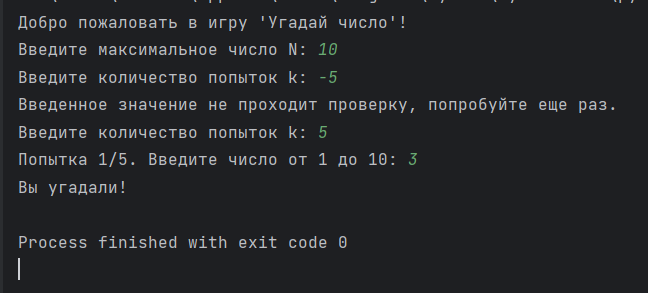 Добро пожаловать в игру 'Угадай число'!
Введите максимальное число N: 10
Введите количество попыток k: -5
Введенное значение не проходит проверку, попробуйте еще раз.
Введите количество попыток k: 5
Попытка 1/5. Введите число от 1 до 10: 3
Вы угадали!
Process finished with exit code 0